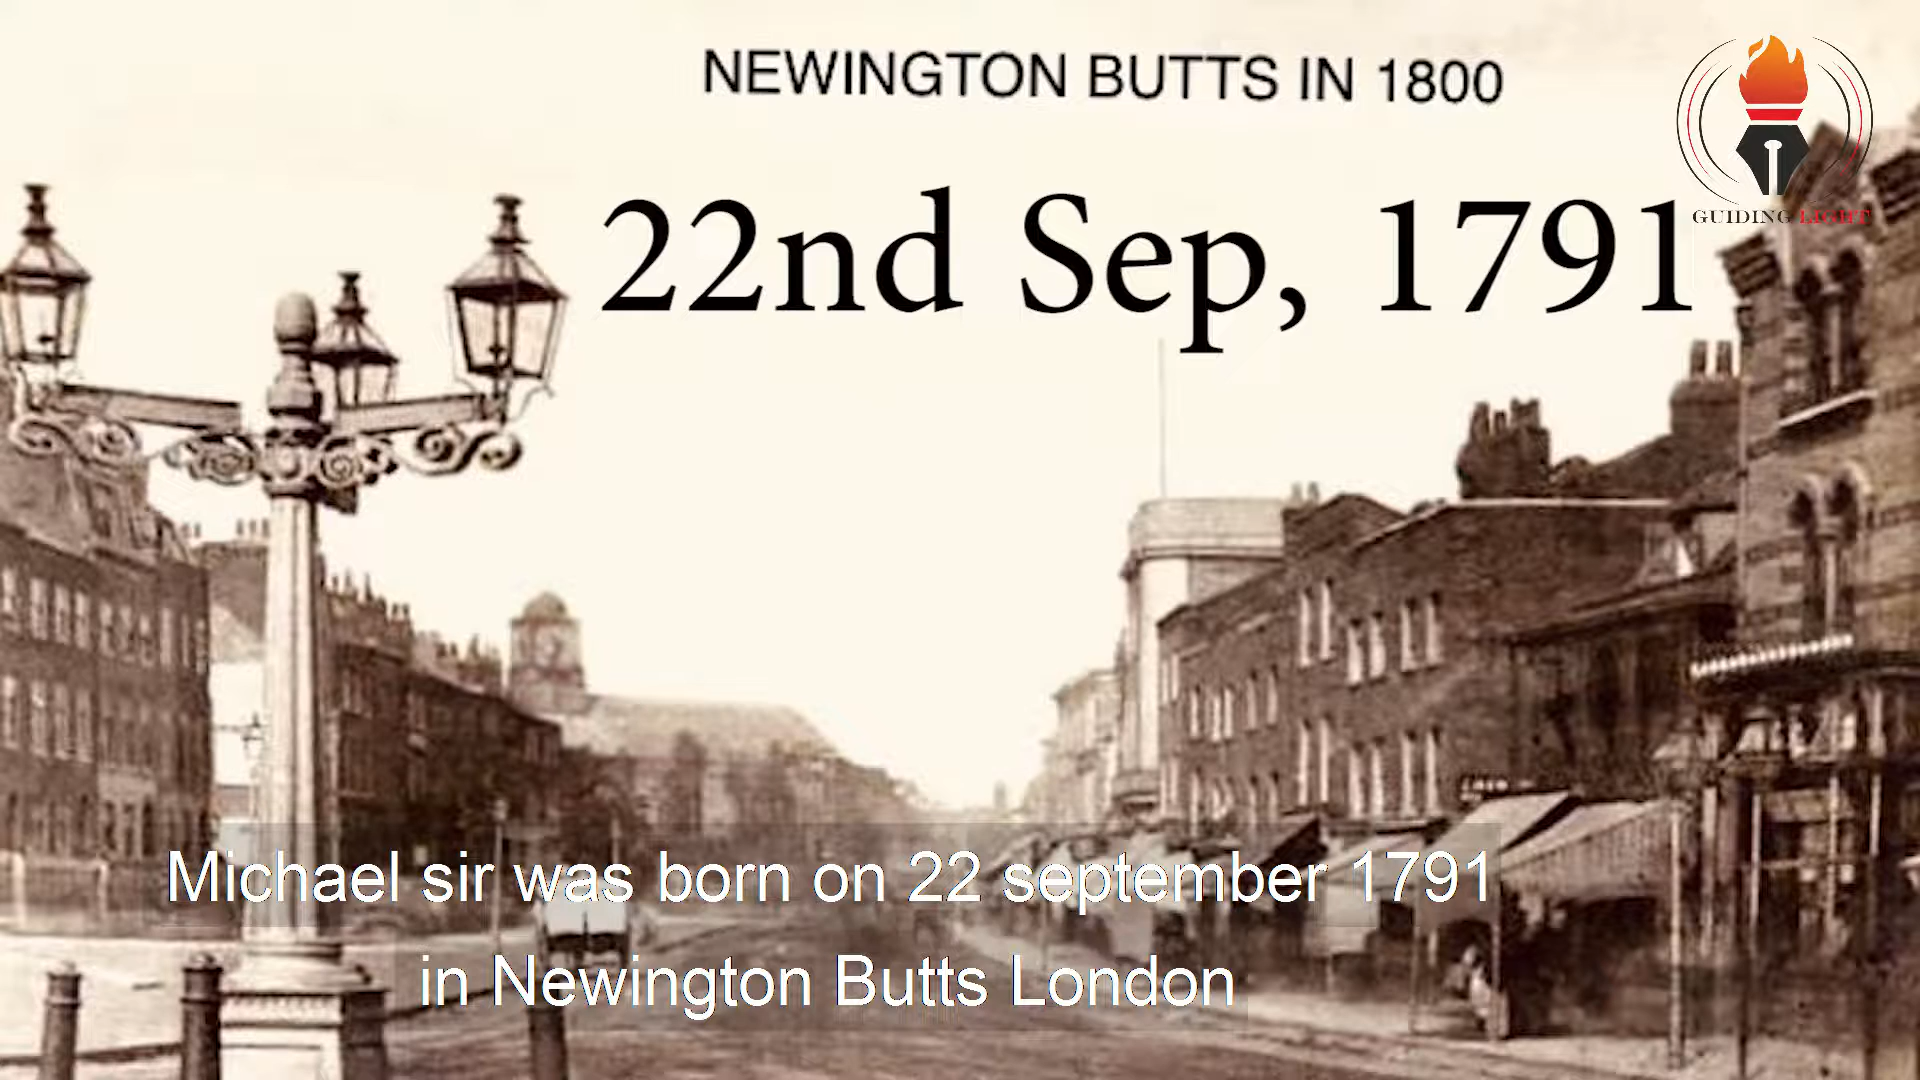 NEWINGTON BUTTS IN 1800
22nd Sep, 1791
GUIDING LIGHT
Michael sir was born on 22 september 1791
in Newington Butts London